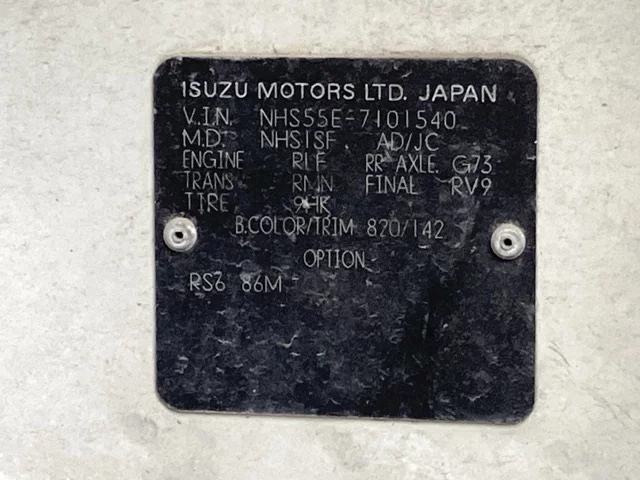 ISUZU MOTORS LTD. JAPAN
V.I.N. NHS55E-7101540
M.D. NHS1SF AD/JC
ENGINE RLF RR AXLE. G73
TRANS RMN FINAL RV9
TIRE 9HK
B.COLOR/TRIM 820/142
OPTION
RS6 86M